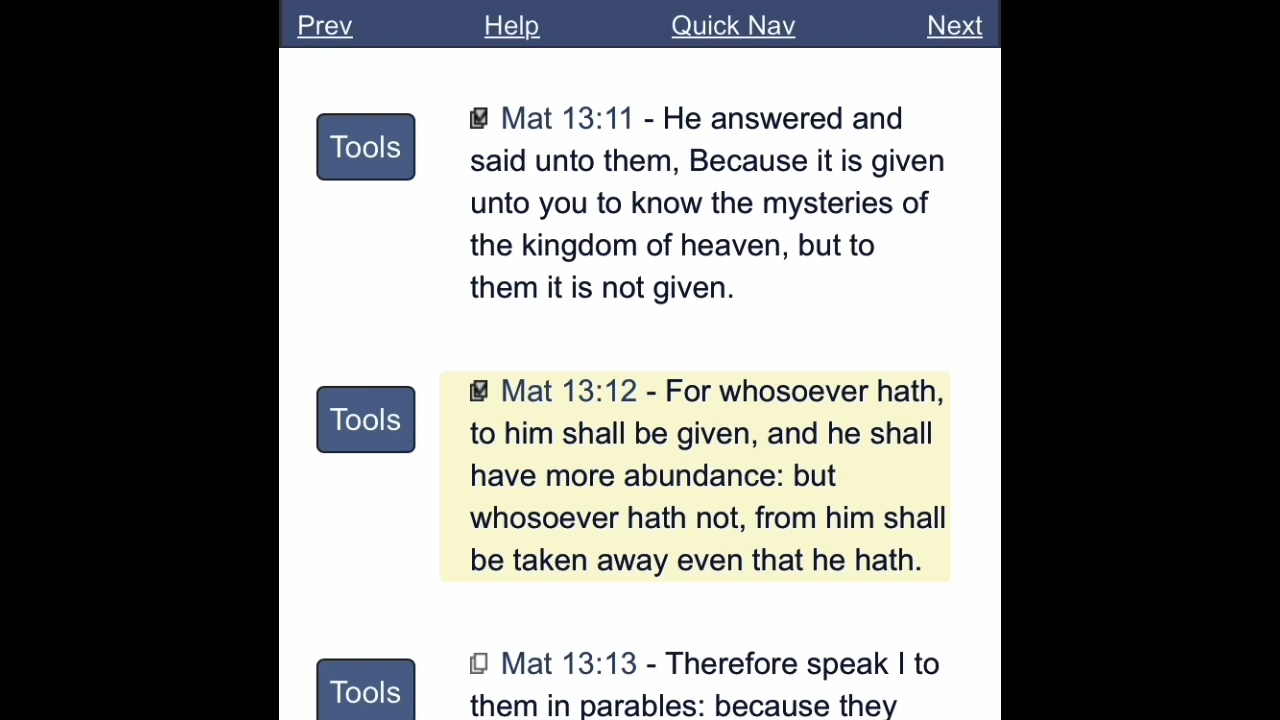 Prev Help Quick Nav Next
Tools
Mat 13:11 - He answered and
said unto them, Because it is given
unto you to know the mysteries of
the kingdom of heaven, but to
them it is not given.
Tools
Mat 13:12 - For whosoever hath,
to him shall be given, and he shall
have more abundance: but
whosoever hath not, from him shall
be taken away even that he hath.
Tools
Mat 13:13 - Therefore speak I to
them in parables: because they